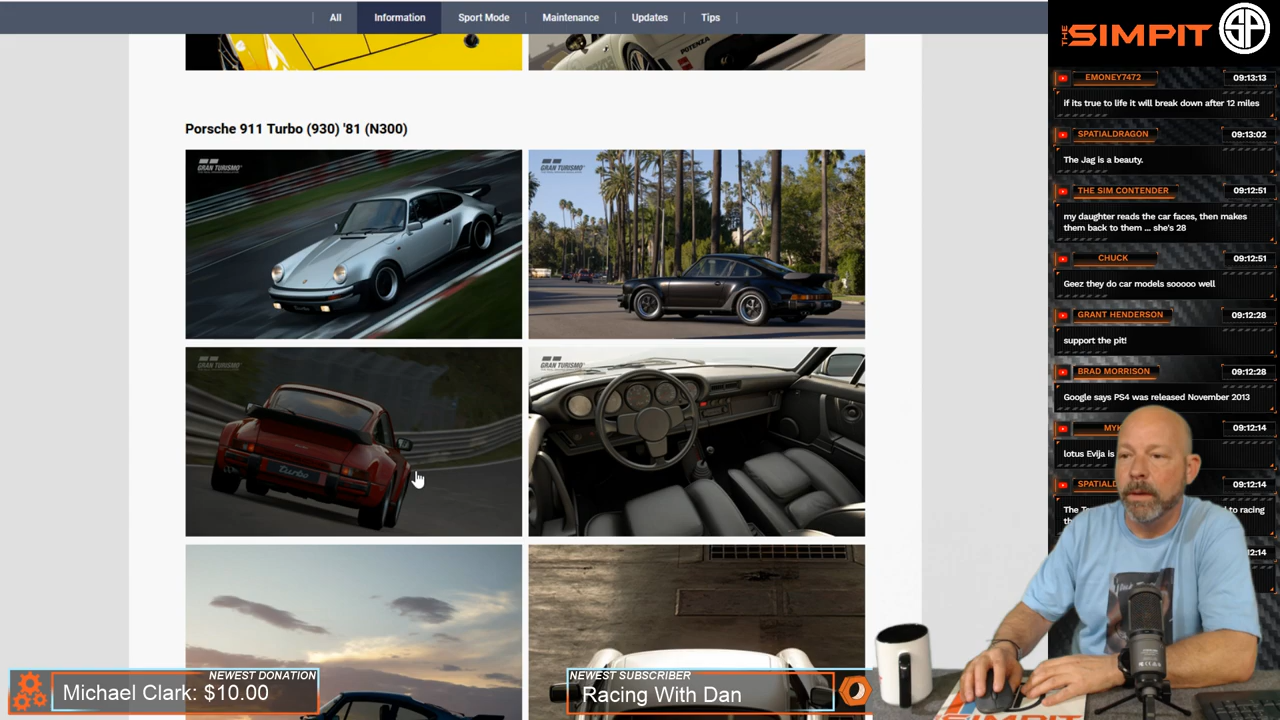 All
Information
Sport Mode
Maintenance
Updates
Tips
POTENZA
Porsche 911 Turbo (930) '81 (N300)
GRAN TURISMO
GRAN TURISMO
GRAN TURISMO
Turbo
GRAN TURISMO
THE SIMPIT SP
EMONEY7472 09:13:13
if its true to life it will break down after 12 miles
SPATIALDRAGON 09:13:02
The Jag is a beauty.
THE SIM CONTENDER 09:12:51
my daughter reads the car faces, then makes
them back to them ... she's 28
CHUCK 09:12:51
Geez they do car models sooooo well
GRANT HENDERSON 09:12:28
support the pit!
BRAD MORRISON 09:12:28
Google says PS4 was released November 2013
09:12:14
lotus Evija is
09:12:14
to racing
NEWEST DONATION
Michael Clark: $10.00
NEWEST SUBSCRIBER
Racing With Dan
SIMPIT